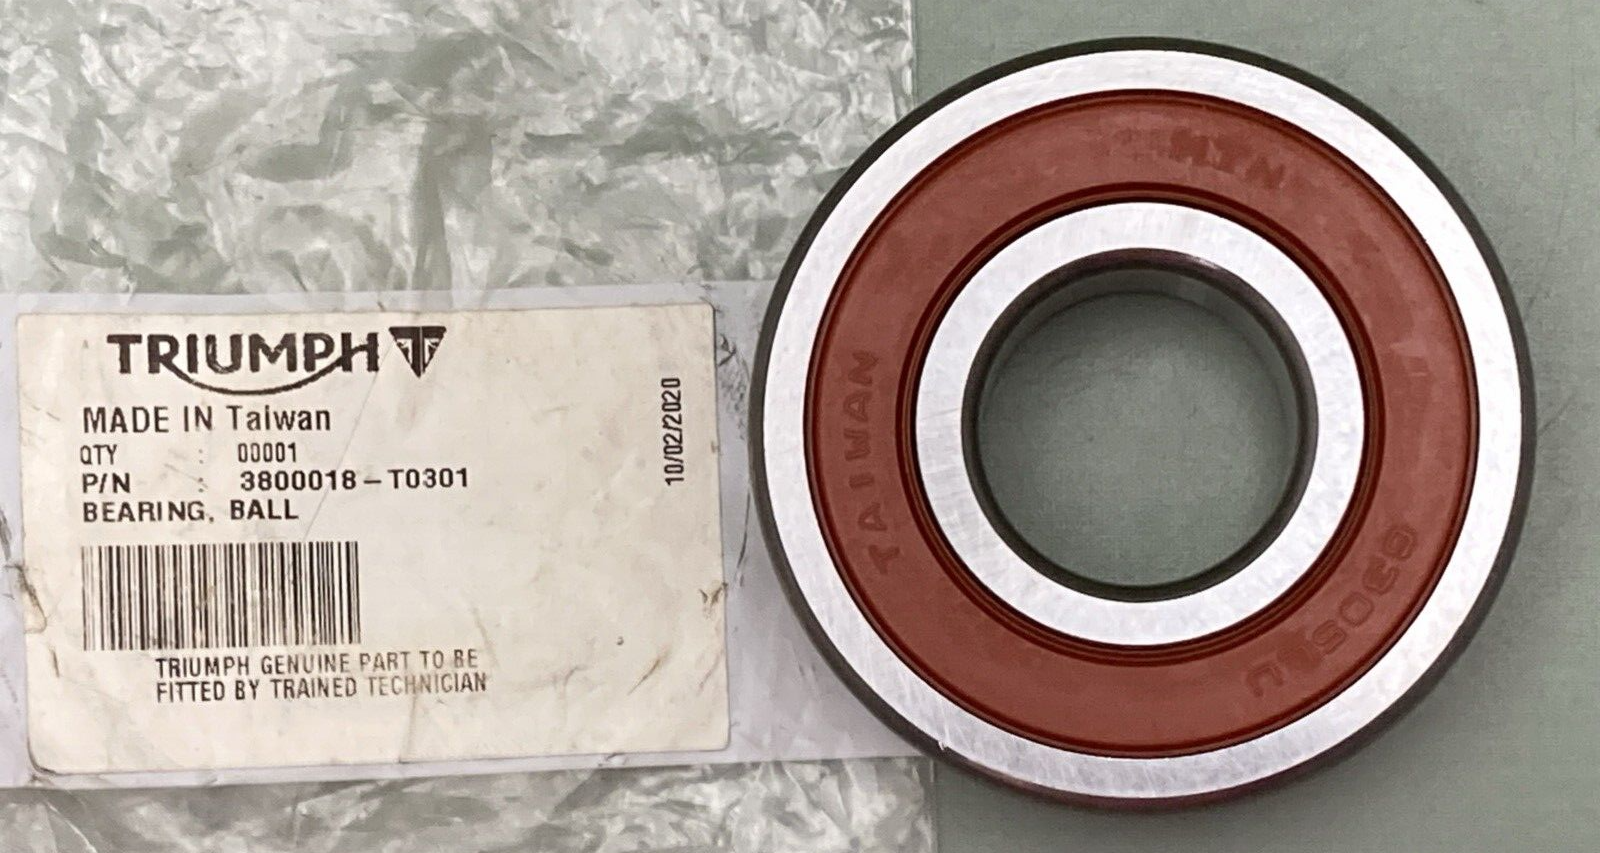 TRIUMPH
MADE IN Taiwan
QTY : 00001
P/N : 3800018-T0301
BEARING, BALL
10/02/2020
TRIUMPH GENUINE PART TO BE
FITTED BY TRAINED TECHNICIAN
NTN
TAIWAN